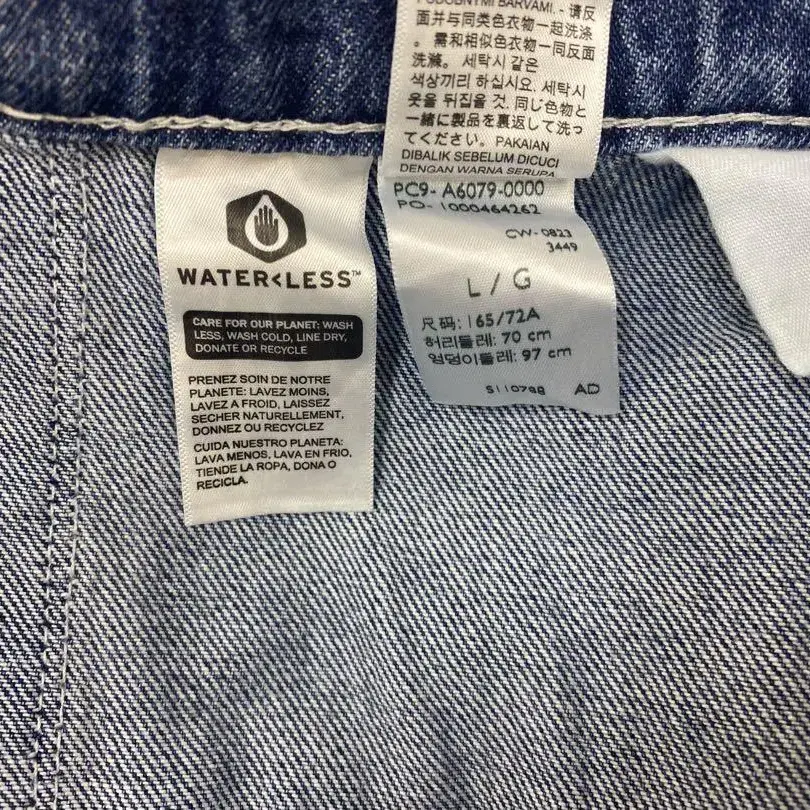 WATER<LESS™
CARE FOR OUR PLANET: WASH
LESS, WASH COLD, LINE DRY,
DONATE OR RECYCLE
PRENEZ SOIN DE NOTRE
PLANETE: LAVEZ MOINS,
LAVEZ A FROID, LAISSEZ
SECHER NATURELLEMENT,
DONNEZ OU RECYCLEZ
CUIDA NUESTRO PLANETA:
LAVA MENOS, LAVA EN FRIO,
TIENDE LA ROPA, DONA O
RECICLA.
PODOBNYMI BARVAMI. - 请反
面并与同类色衣物一起洗涤
。需和相似色衣物一同反面
洗滌。세탁시 같은
색상끼리 하십시요. 세탁시
옷을 뒤집을 것. 同じ色物と
一緒に製品を裏返して洗っ
てください。PAKAIAN
DIBALIK SEBELUM DICUCI
DENGAN WARNA SERUPA
PC9- A6079-0000
PO- 1000464262
CW-0823
3449
L / G
尺码: 165/72A
허리둘레: 70 cm
엉덩이둘레: 97 cm
S110798 AD